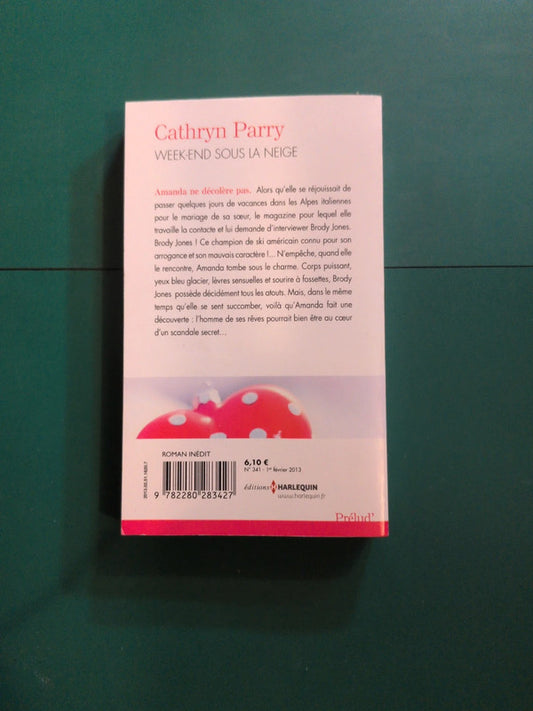 Cathryn Parry
WEEK-END SOUS LA NEIGE
Amanda ne décolère pas. Alors qu'elle se réjouissait de
passer quelques jours de vacances dans les Alpes italiennes
pour le mariage de sa sœur, le magazine pour lequel elle
travaille la contacte et lui demande d'interviewer Brody Jones.
Brody Jones ! Ce champion de ski américain connu pour son
arrogance et son mauvais caractère !... N'empêche, quand elle
le rencontre, Amanda tombe sous le charme. Corps puissant,
yeux bleu glacier, lèvres sensuelles et sourire à fossettes, Brody
Jones possède décidément tous les atouts. Mais, dans le même
temps qu'elle se sent succomber, voilà qu'Amanda fait une
découverte : l'homme de ses rêves pourrait bien être au cœur
d'un scandale secret...
ROMAN INÉDIT
6,10 €
N° 341 - 1er février 2013
9 782280 283427
éditions HARLEQUIN
www.harlequin.fr
Prélud'